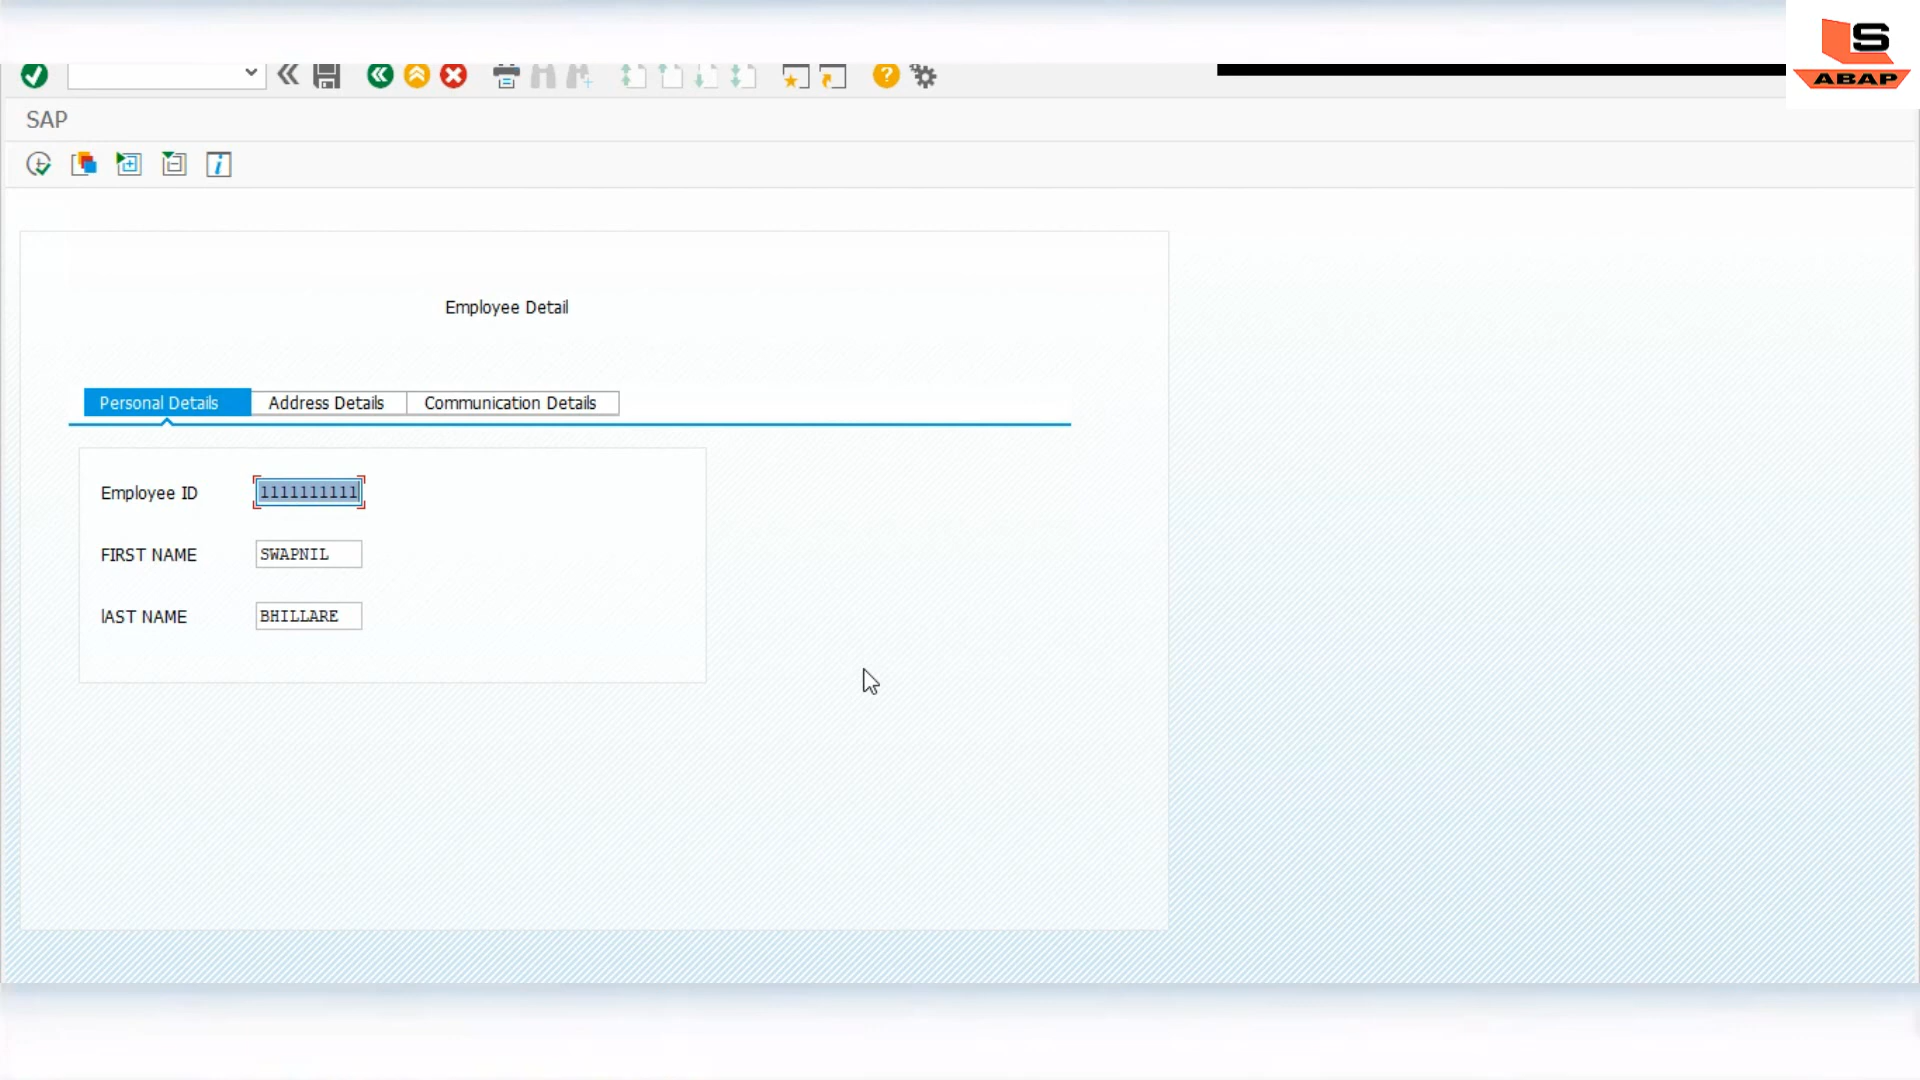 S
ABAP
SAP
Employee Detail
Personal Details Address Details Communication Details
Employee ID 1111111111
FIRST NAME SWAPNIL
lAST NAME BHILLARE